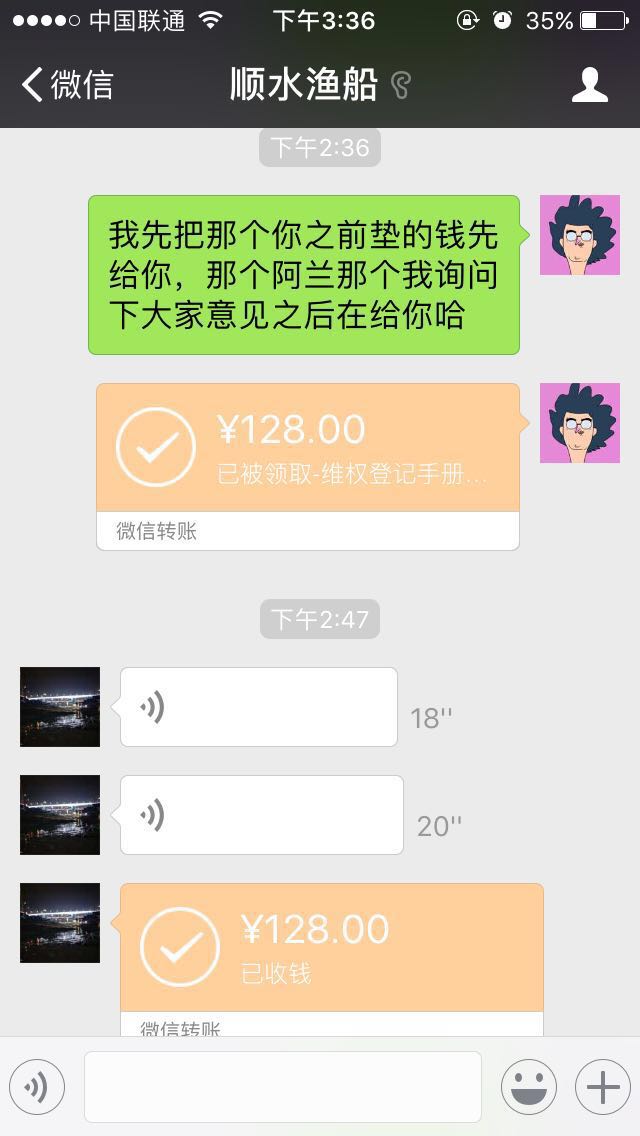 中国联通 下午3:36 35%
微信 顺水渔船
下午2:36
我先把那个你之前垫的钱先
给你，那个阿兰那个我询问
下大家意见之后在给你哈
¥128.00
已被领取-维权登记手册...
微信转账
下午2:47
18''
20''
¥128.00
已收钱
微信转账